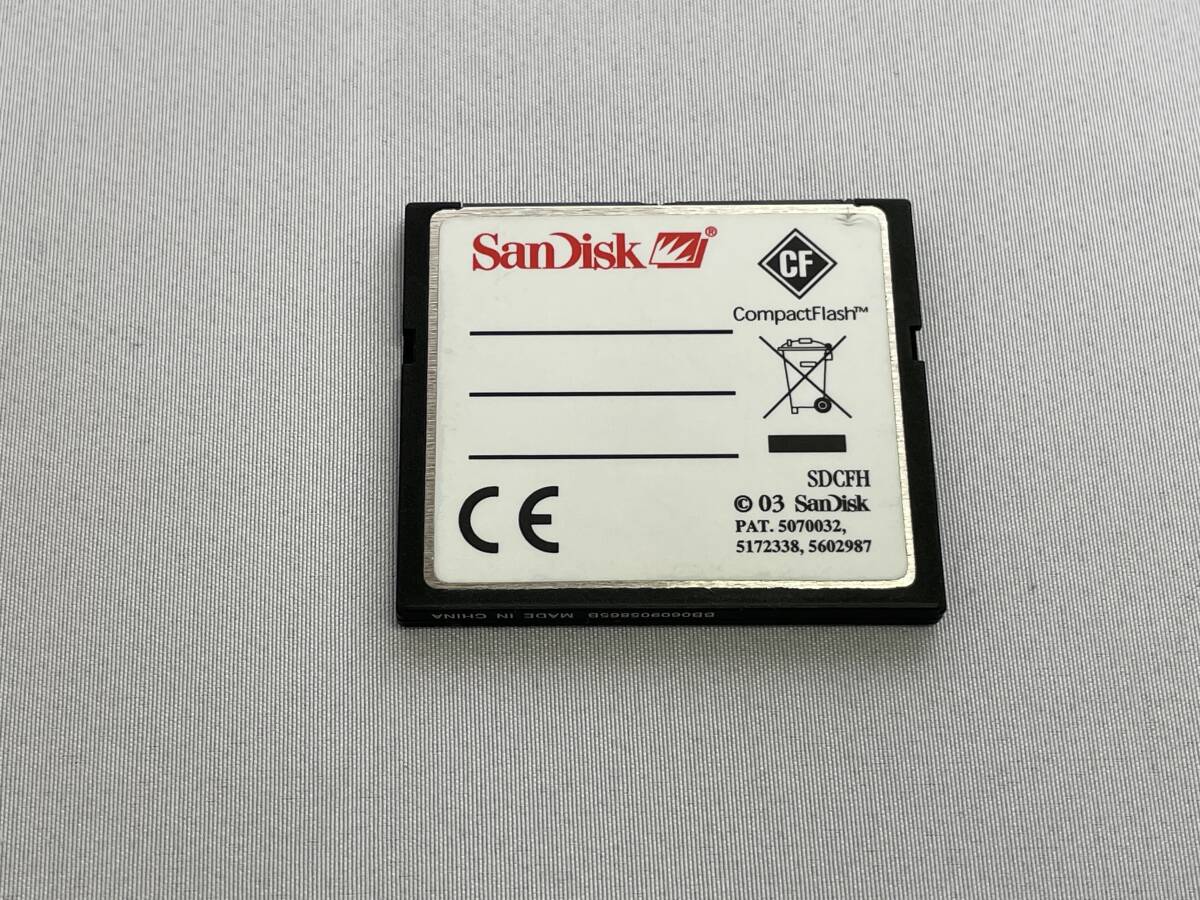 SanDisk®
CF
CompactFlash™
SDCFH
© 03 SanDisk
PAT. 5070032,
5172338, 5602987
CE
MADE IN CHINA